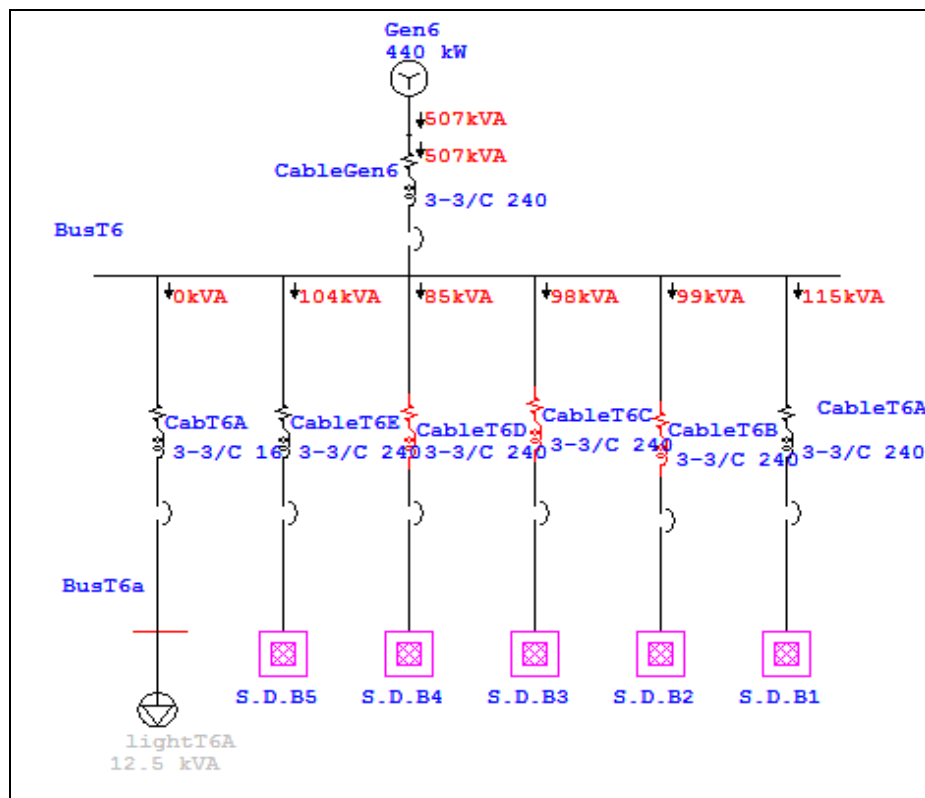 Gen6
440 kW
507kVA
507kVA
CableGen6
3-3/C 240
BusT6
0kVA
104kVA
85kVA
98kVA
99kVA
115kVA
CabT6A
3-3/C 16
CableT6E
3-3/C 240
CableT6D
3-3/C 240
CableT6C
3-3/C 240
CableT6B
3-3/C 240
CableT6A
3-3/C 240
BusT6a
S.D.B5
S.D.B4
S.D.B3
S.D.B2
S.D.B1
lightT6A
12.5 kVA